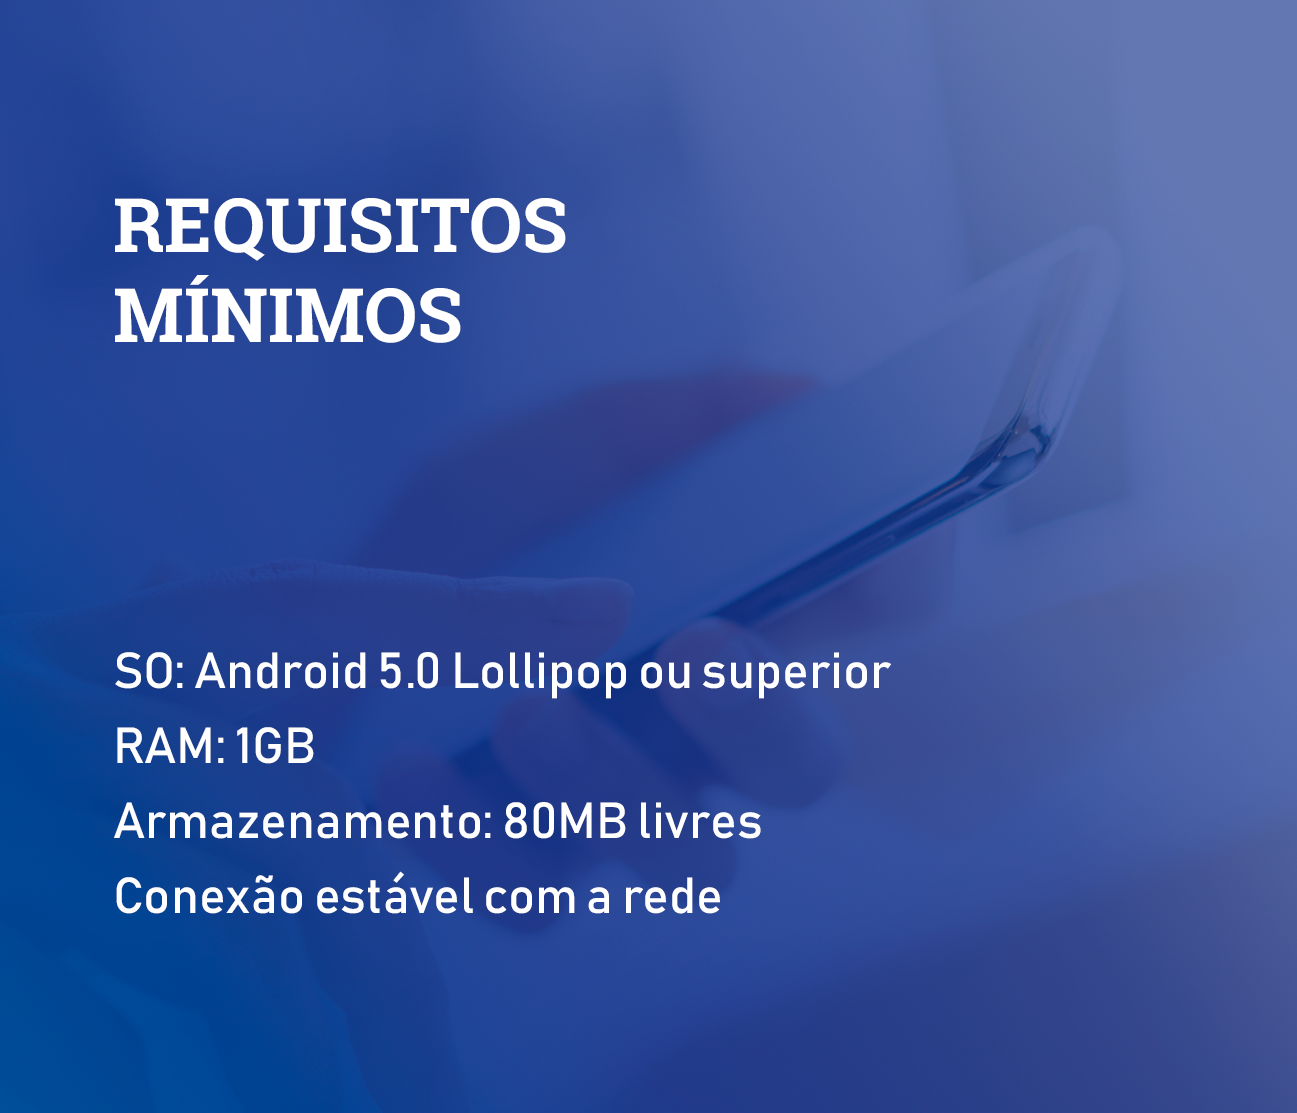 REQUISITOS
MÍNIMOS
SO: Android 5.0 Lollipop ou superior
RAM: 1GB
Armazenamento: 80MB livres
Conexão estável com a rede